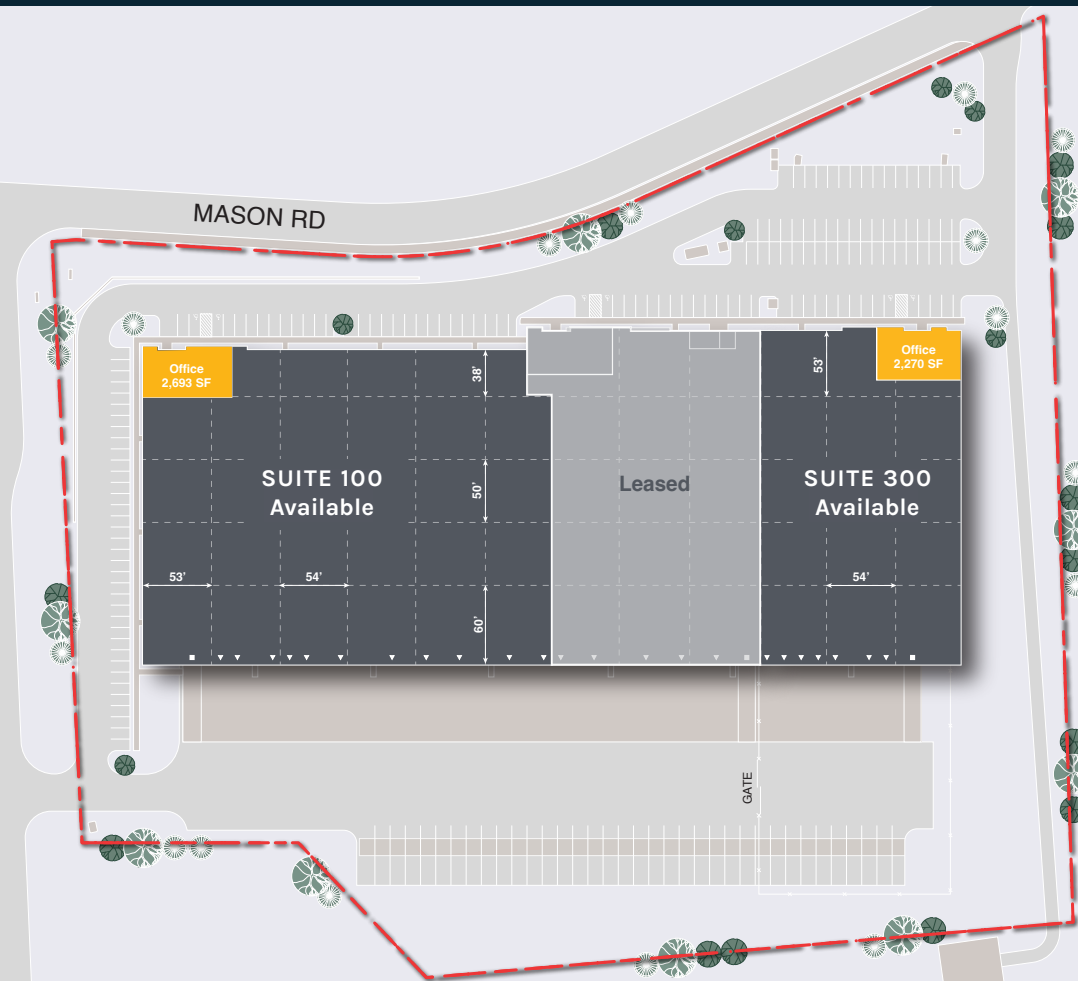 MASON RD
Office
2,693 SF
38'
53'
Office
2,270 SF
SUITE 100
Available
50'
Leased
SUITE 300
Available
53'
54'
60'
54'
GATE